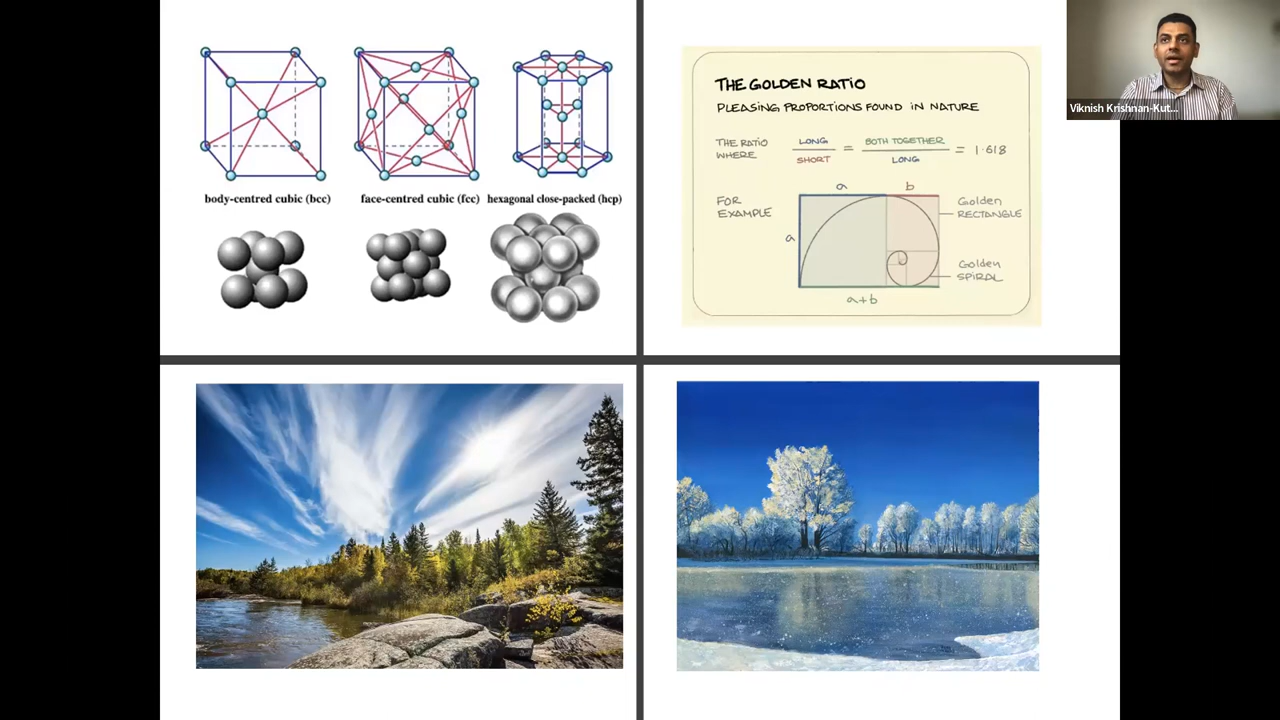 body-centred cubic (bcc)
face-centred cubic (fcc)
hexagonal close-packed (hcp)
THE GOLDEN RATIO
PLEASING PROPORTIONS FOUND IN NATURE
THE RATIO
WHERE
LONG
SHORT
=
BOTH TOGETHER
LONG
= 1.618
FOR
EXAMPLE
a
b
a
a+b
Golden
RECTANGLE
Golden
SPIRAL
Viknish Krishnan-Kut...